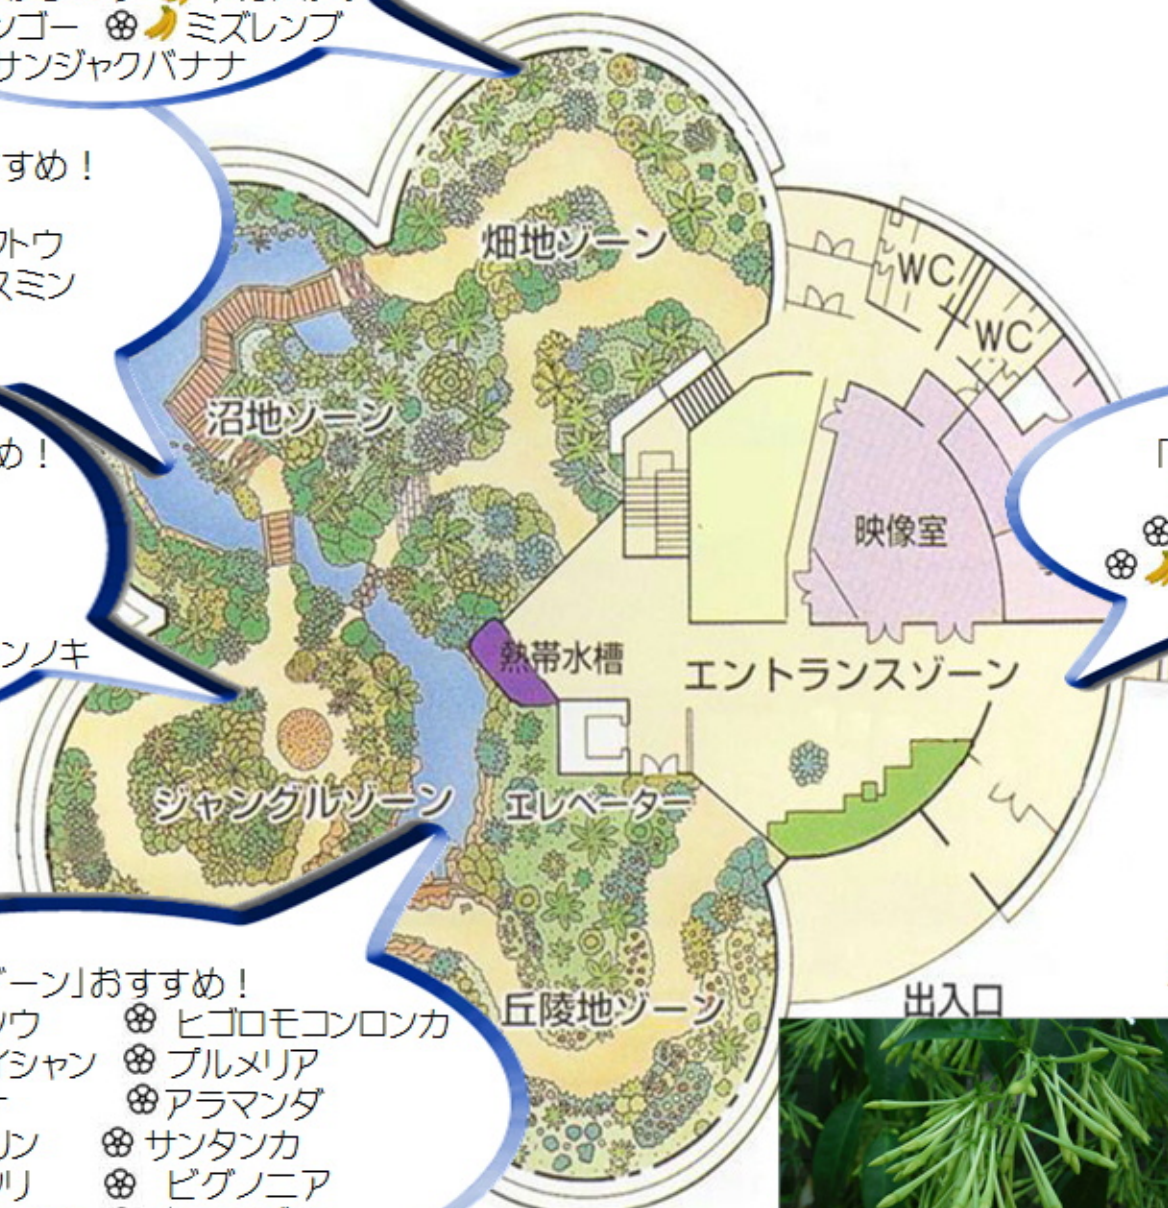 ンゴー ミズレンブ
サンジャクバナナ
すめ！
クトウ
スミン
め！
ンノキ
畑地ゾーン
WC
WC
沼地ゾーン
映像室
熱帯水槽
エントランスゾーン
ジャングルゾーン
エレベーター
丘陵地ゾーン
出入口
ゾーン」おすすめ！
ソウ ヒゴロモコンロンカ
イシャン プルメリア
アラマンダ
リン サンタンカ
リ ビグノニア
「